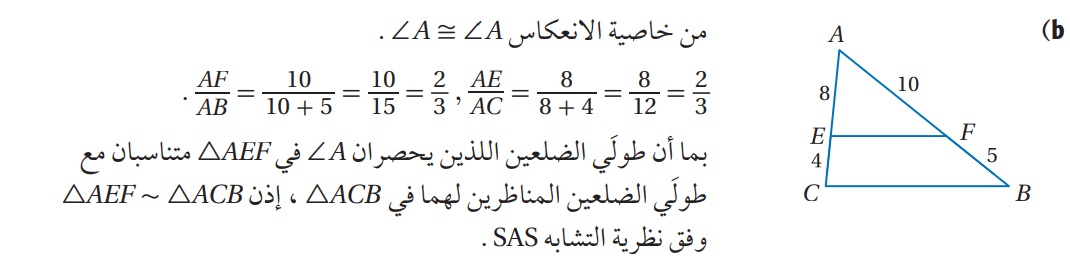 (b
من خاصية الانعكاس ∠A ≅ ∠A .
AF/AB = 10/(10 + 5) = 10/15 = 2/3 , AE/AC = 8/(8 + 4) = 8/12 = 2/3 .
بما أن طولَي الضلعين اللذين يحصران ∠A في △AEF متناسبان مع
طولَي الضلعين المناظرين لهما في △ACB ، إذن △AEF ~ △ACB
وفق نظرية التشابه SAS .
A
8
10
E
F
4
5
C
B